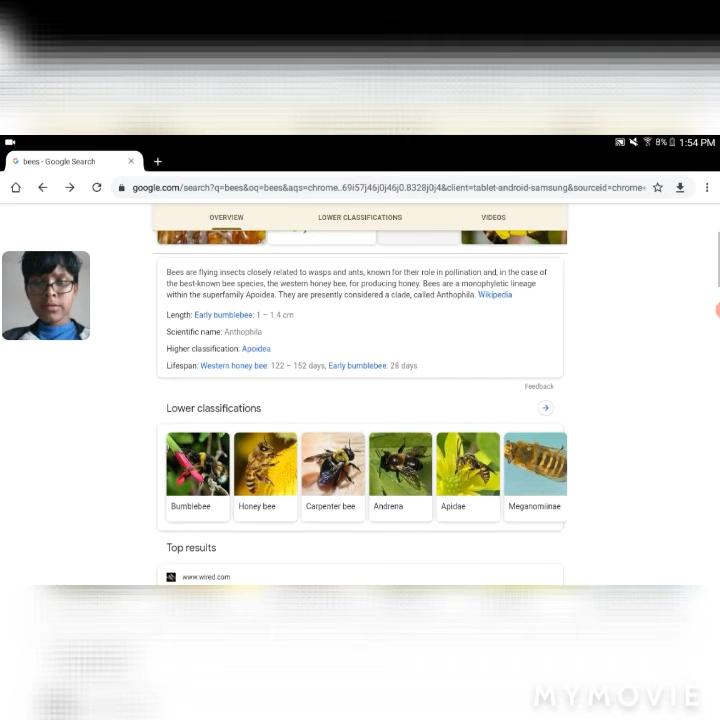 8% 1:54 PM
bees - Google Search
google.com/search?q=bees&oq=bees&aqs=chrome..69i57j46j0j46j0.8328j0j4&client=tablet-android-samsung&sourceid=chrome-
OVERVIEW LOWER CLASSIFICATIONS VIDEOS
Bees are flying insects closely related to wasps and ants, known for their role in pollination and, in the case
of the best-known bee species, the western honey bee, for producing honey. Bees are a monophyletic lineage
within the superfamily Apoidea. They are presently considered a clade, called Anthophila. Wikipedia
Length: Early bumblebee: 1 – 1.4 cm
Scientific name: Anthophila
Higher classification: Apoidea
Lifespan: Western honey bee: 122 – 152 days, Early bumblebee: 28 days
Feedback
Lower classifications
Bumblebee Honey bee Carpenter bee Andrena Apidae Meganomiinae
Top results
www.wired.com
MYMOVIE